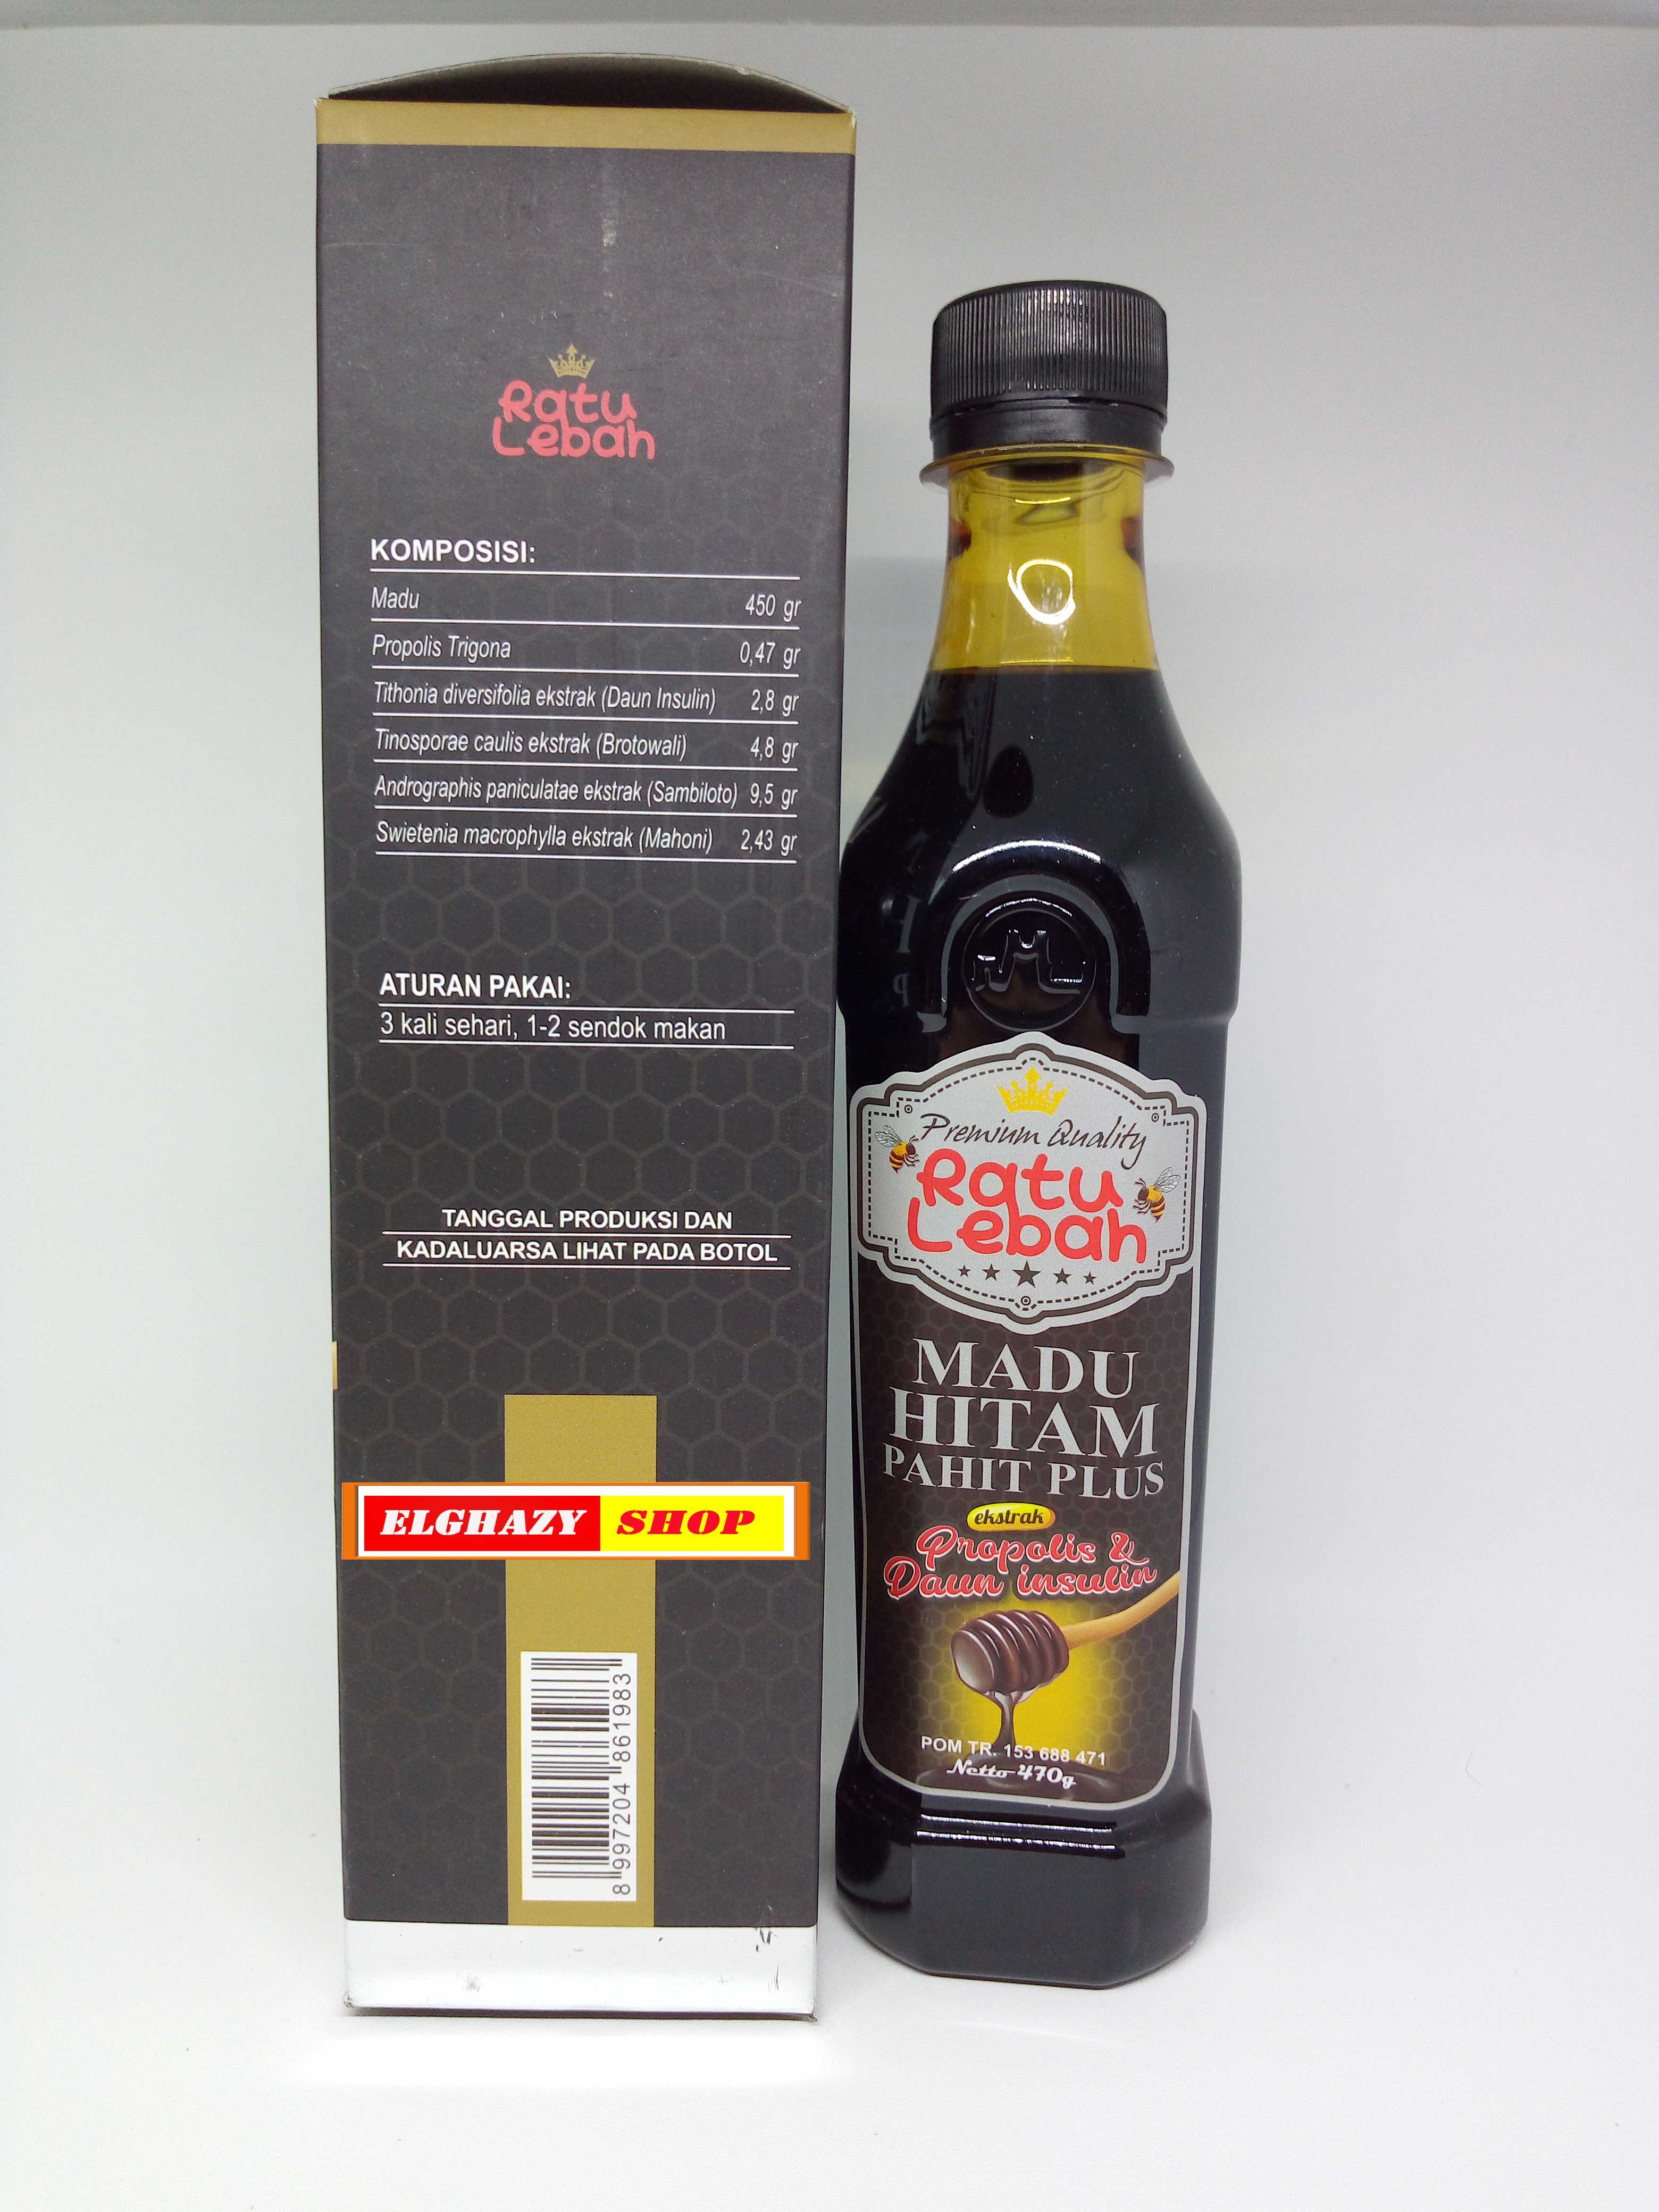 Ratu
Lebah
KOMPOSISI:
Madu 450 gr
Propolis Trigona 0,47 gr
Tithonia diversifolia ekstrak (Daun Insulin) 2,8 gr
Tinosporae caulis ekstrak (Brotowali) 4,8 gr
Andrographis paniculatae ekstrak (Sambiloto) 9,5 gr
Swietenia macrophylla ekstrak (Mahoni) 2,43 gr
ATURAN PAKAI:
3 kali sehari, 1-2 sendok makan
TANGGAL PRODUKSI DAN
KADALUARSA LIHAT PADA BOTOL
ELGHAZY SHOP
8 997204 861983
Premium Quality
Ratu
Lebah
MADU
HITAM
PAHIT PLUS
ekstrak
Propolis &
Daun insulin
POM TR. 153 688 471
Netto 470g